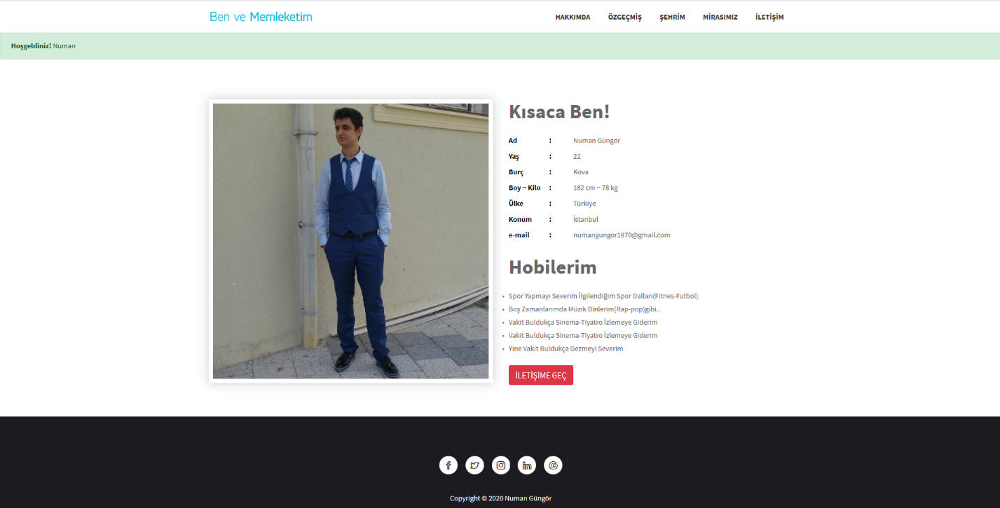 Ben ve Memleketim
HAKKIMDA ÖZGEÇMİŞ ŞEHRİM MİRASIMIZ İLETİŞİM
Hoşgeldiniz! Numan
Kısaca Ben!
Ad : Numan Güngör
Yaş : 22
Burç : Kova
Boy ~ Kilo : 182 cm ~ 78 kg
Ülke : Türkiye
Konum : İstanbul
e-mail : numangungor1970@gmail.com
Hobilerim
• Spor Yapmayı Severim İlgilendiğim Spor Dalları(Fitnes-Futbol)
• Boş Zamanlarımda Müzik Dinlerim(Rap-pop)gibi..
• Vakit Buldukça Sinema-Tiyatro İzlemeye Giderim
• Vakit Buldukça Sinema-Tiyatro İzlemeye Giderim
• Yine Vakit Buldukça Gezmeyi Severim
İLETİŞİME GEÇ
Copyright © 2020 Numan Güngör